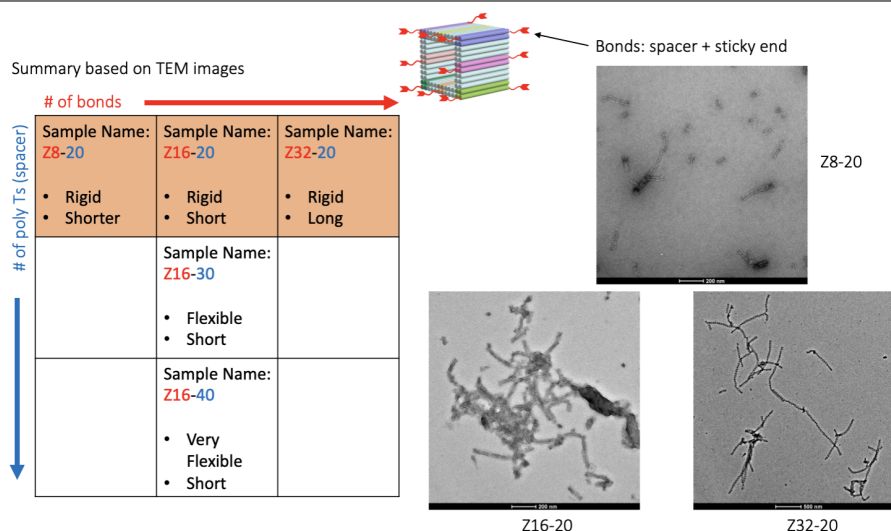 Bonds: spacer + sticky end
Summary based on TEM images
# of bonds
# of poly Ts (spacer)
Sample Name:
Z8-20
• Rigid
• Shorter
Sample Name:
Z16-20
• Rigid
• Short
Sample Name:
Z32-20
• Rigid
• Long
Sample Name:
Z16-30
• Flexible
• Short
Sample Name:
Z16-40
• Very
Flexible
• Short
Z8-20
200 nm
200 nm
500 nm
Z16-20
Z32-20